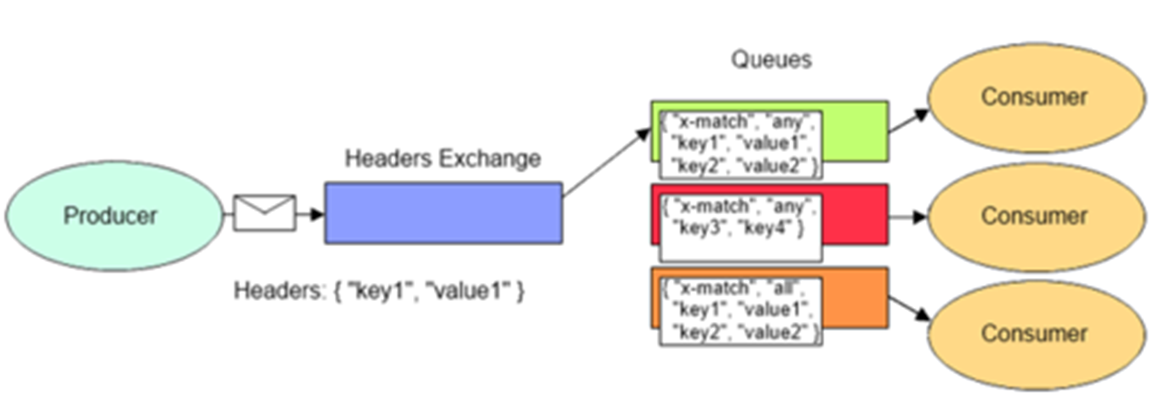 Queues
Consumer
{ "x-match", "any",
"key1", "value1",
"key2", "value2" }
Headers Exchange
Producer
{ "x-match", "any",
"key3", "key4" }
Consumer
Headers: { "key1", "value1" }
{ "x-match", "all",
"key1", "value1",
"key2", "value2" }
Consumer